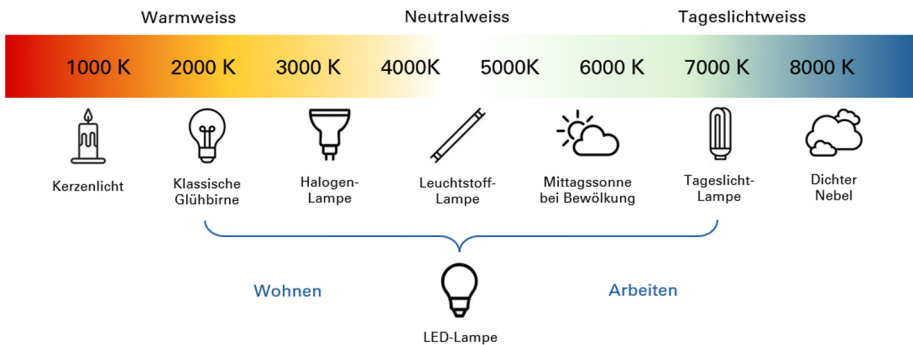 Warmweiss Neutralweiss Tageslichtweiss
1000 K 2000 K 3000 K 4000K 5000K 6000 K 7000 K 8000 K
Kerzenlicht
Klassische
Glühbirne
Halogen-
Lampe
Leuchtstoff-
Lampe
Mittagssonne
bei Bewölkung
Tageslicht-
Lampe
Dichter
Nebel
Wohnen
Arbeiten
LED-Lampe